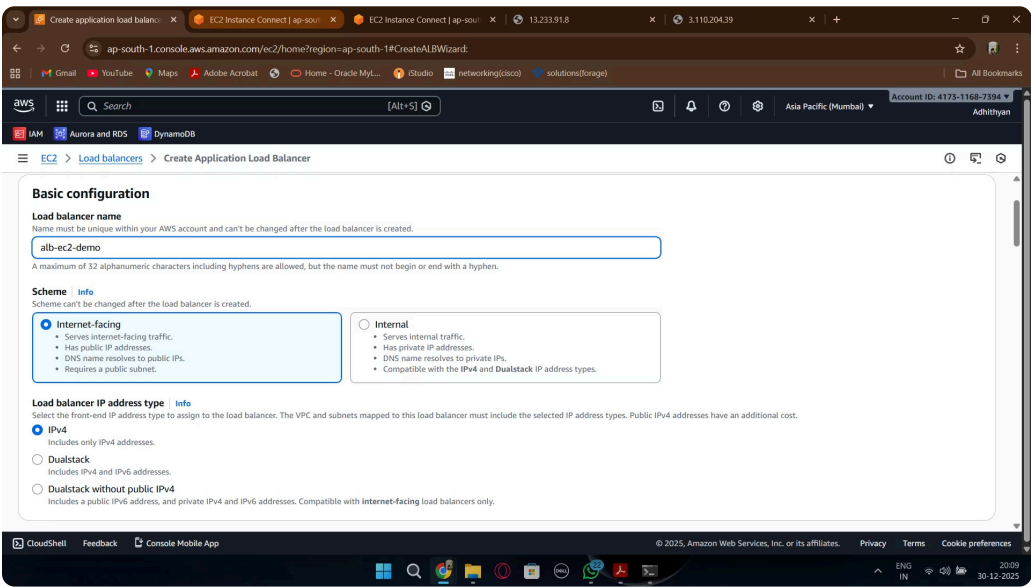 Create application load balance
EC2 Instance Connect | ap-sout
EC2 Instance Connect | ap-sout
13.233.91.8
3.110.204.39
ap-south-1.console.aws.amazon.com/ec2/home?region=ap-south-1#CreateALBWizard:
Gmail
YouTube
Maps
Adobe Acrobat
Home - Oracle MyL...
iStudio
networking(cisco)
solutions(forage)
All Bookmarks
aws
Search
[Alt+S]
Asia Pacific (Mumbai) ▼
Account ID: 4173-1168-7394 ▼
Adhithyan
IAM
Aurora and RDS
DynamoDB
EC2 > Load balancers > Create Application Load Balancer
Basic configuration
Load balancer name
Name must be unique within your AWS account and can't be changed after the load balancer is created.
alb-ec2-demo
A maximum of 32 alphanumeric characters including hyphens are allowed, but the name must not begin or end with a hyphen.
Scheme | Info
Scheme can't be changed after the load balancer is created.
Internet-facing
• Serves internet-facing traffic.
• Has public IP addresses.
• DNS name resolves to public IPs.
• Requires a public subnet.
Internal
• Serves internal traffic.
• Has private IP addresses.
• DNS name resolves to private IPs.
• Compatible with the IPv4 and Dualstack IP address types.
Load balancer IP address type | Info
Select the front-end IP address type to assign to the load balancer. The VPC and subnets mapped to this load balancer must include the selected IP address types. Public IPv4 addresses have an additional cost.
IPv4
Includes only IPv4 addresses.
Dualstack
Includes IPv4 and IPv6 addresses.
Dualstack without public IPv4
Includes a public IPv6 address, and private IPv4 and IPv6 addresses. Compatible with internet-facing load balancers only.
CloudShell
Feedback
Console Mobile App
© 2025, Amazon Web Services, Inc. or its affiliates.
Privacy
Terms
Cookie preferences
DELL
22
ENG
IN
20:09
30-12-2025